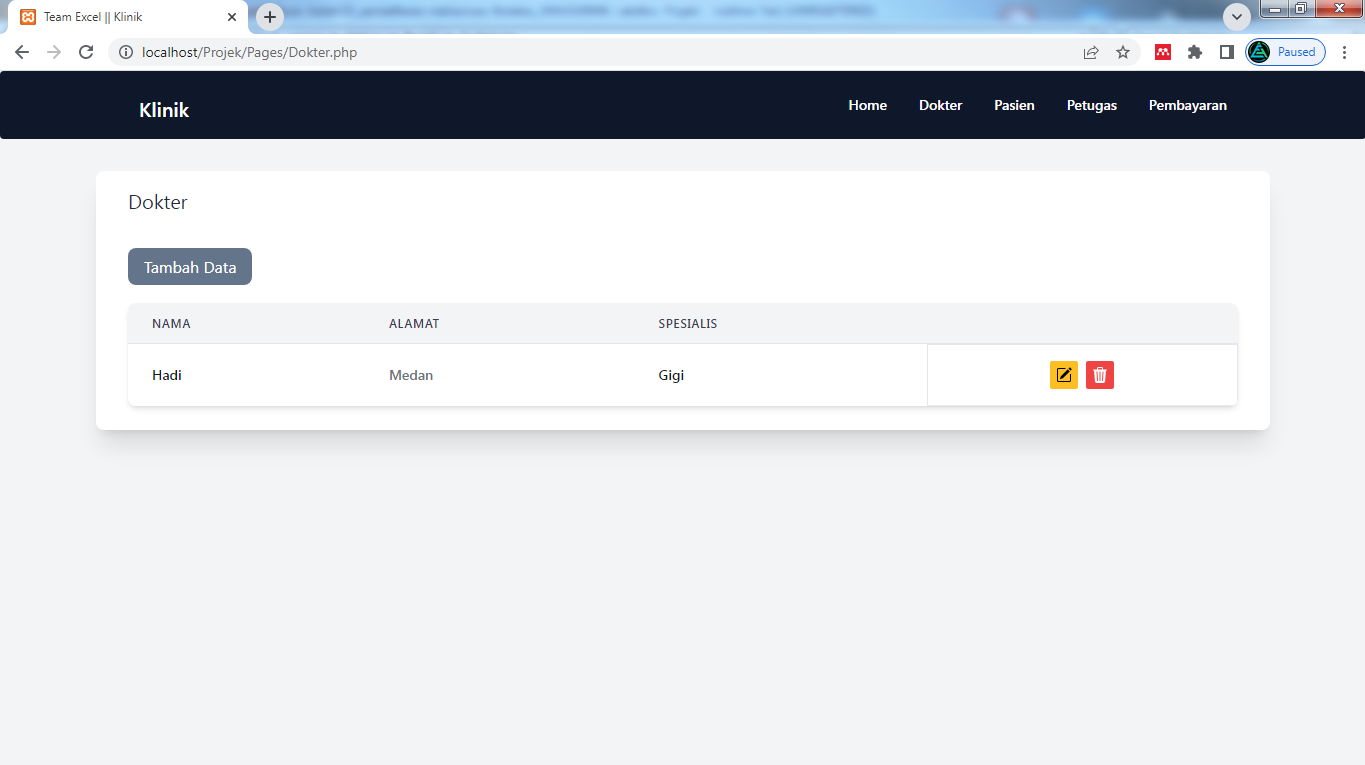 Team Excel || Klinik
localhost/Projek/Pages/Dokter.php
Paused
Klinik
Home Dokter Pasien Petugas Pembayaran
Dokter
Tambah Data
NAMA ALAMAT SPESIALIS
Hadi Medan Gigi